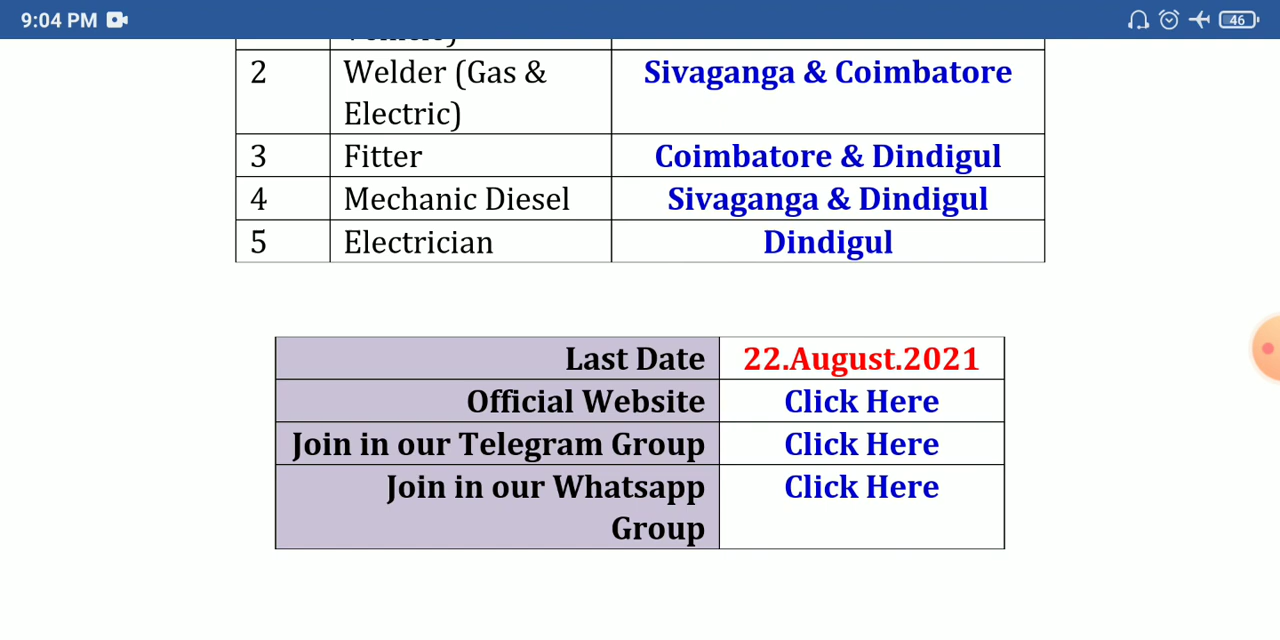 9:04 PM 46
2 Welder (Gas & Sivaganga & Coimbatore
Electric)
3 Fitter Coimbatore & Dindigul
4 Mechanic Diesel Sivaganga & Dindigul
5 Electrician Dindigul
Last Date 22.August.2021
Official Website Click Here
Join in our Telegram Group Click Here
Join in our Whatsapp Click Here
Group